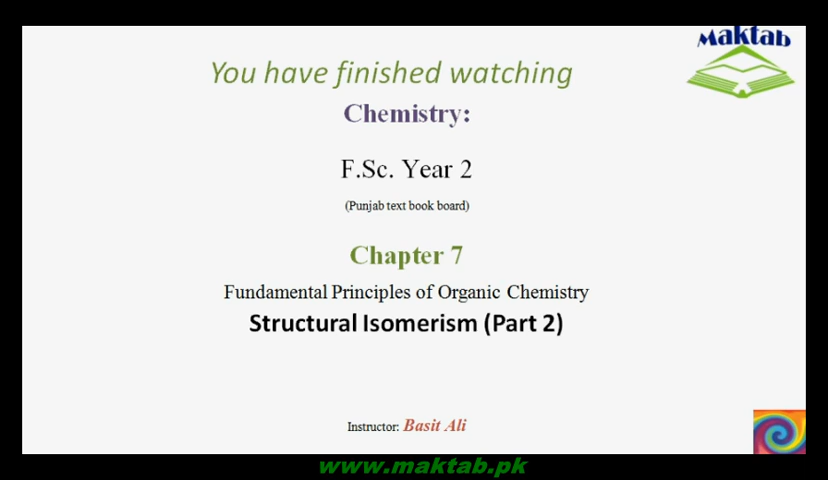 Maktab
You have finished watching
Chemistry:
F.Sc. Year 2
(Punjab text book board)
Chapter 7
Fundamental Principles of Organic Chemistry
Structural Isomerism (Part 2)
Instructor: Basit Ali
www.maktab.pk